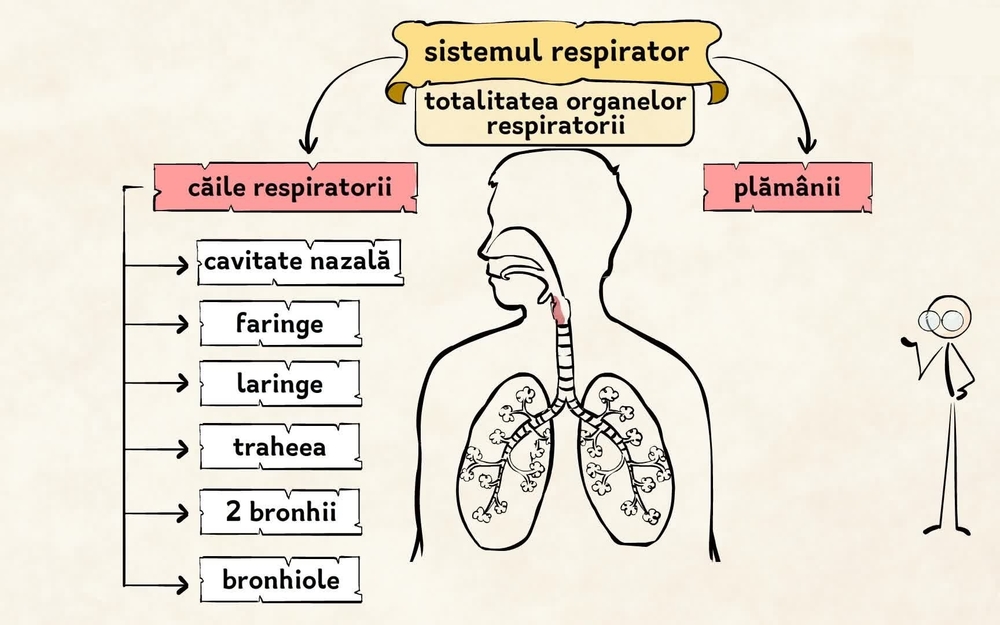 sistemul respirator
totalitatea organelor
respiratorii
căile respiratorii
plămânii
cavitate nazală
faringe
laringe
traheea
2 bronhii
bronhiole